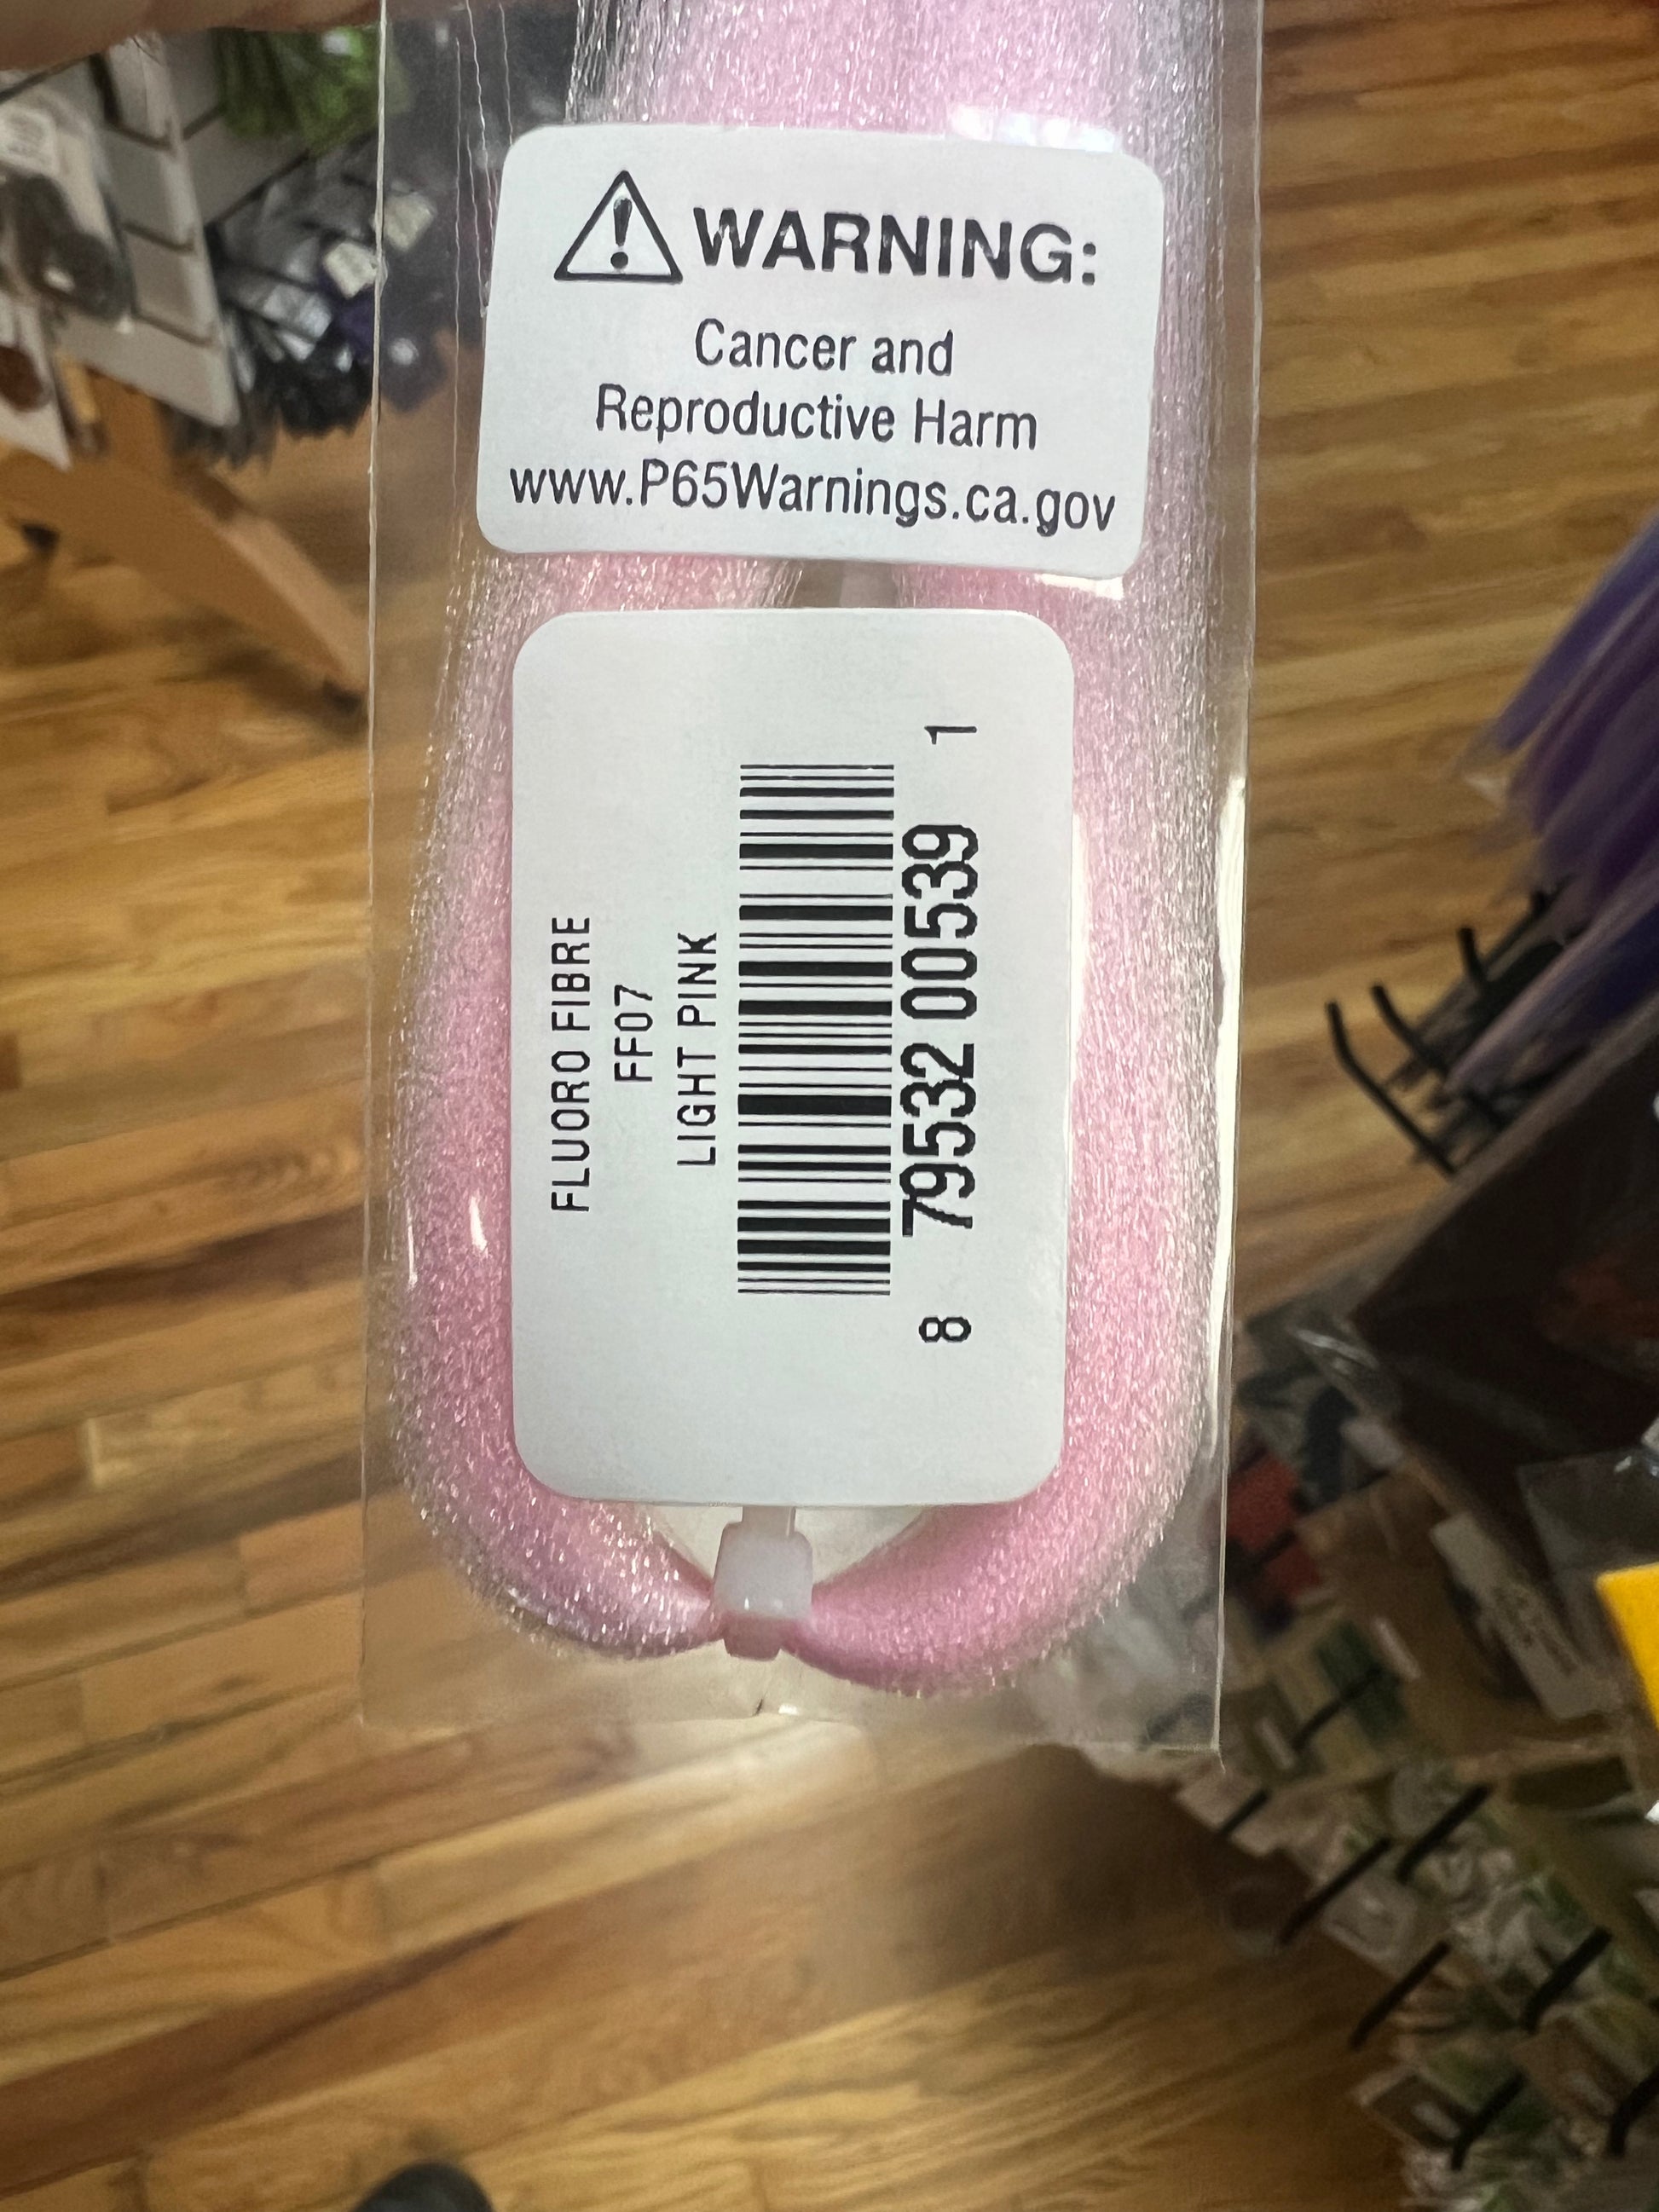 WARNING:
Cancer and
Reproductive Harm
www.P65Warnings.ca.gov
FLUORO FIBRE
FF07
LIGHT PINK
8 79532 00539 1